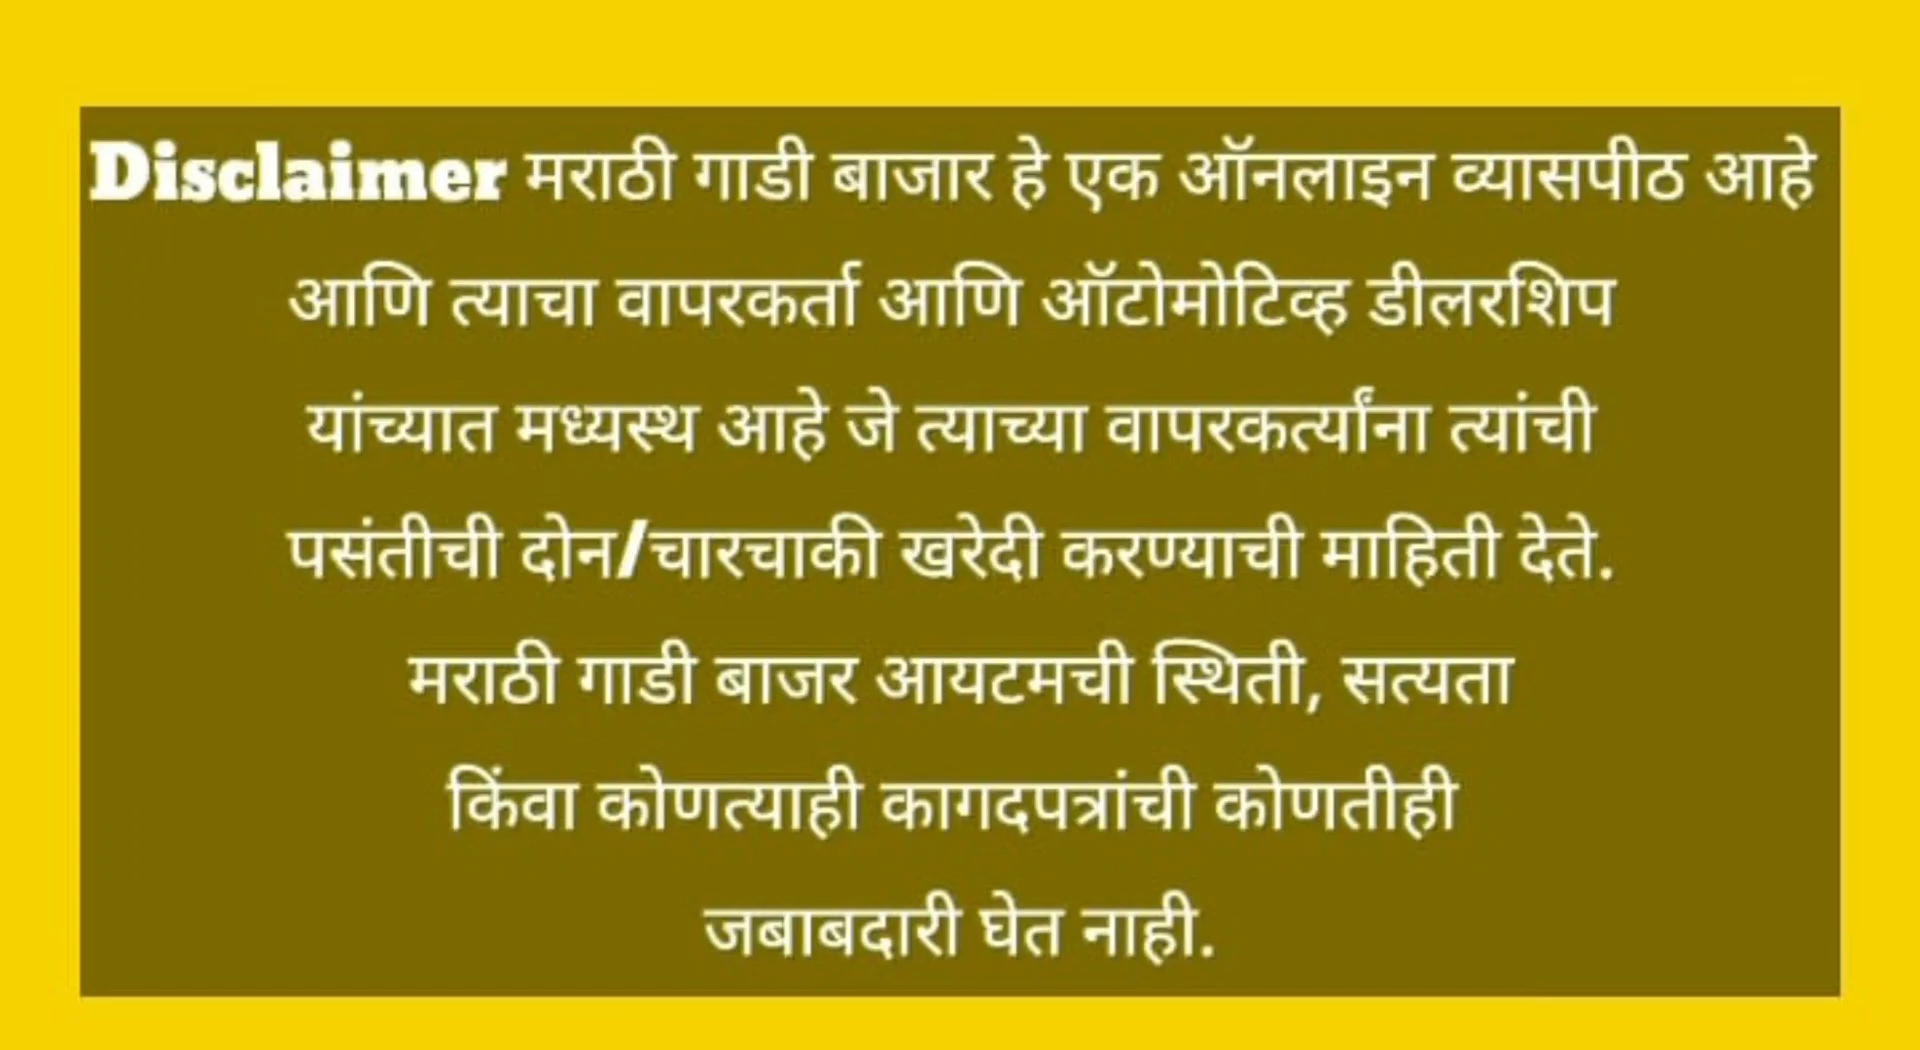 Disclaimer मराठी गाडी बाजार हे एक ऑनलाइन व्यासपीठ आहे
आणि त्याचा वापरकर्ता आणि ऑटोमोटिव्ह डीलरशिप
यांच्यात मध्यस्थ आहे जे त्याच्या वापरकर्त्यांना त्यांची
पसंतीची दोन/चारचाकी खरेदी करण्याची माहिती देते.
मराठी गाडी बाजर आयटमची स्थिती, सत्यता
किंवा कोणत्याही कागदपत्रांची कोणतीही
जबाबदारी घेत नाही.